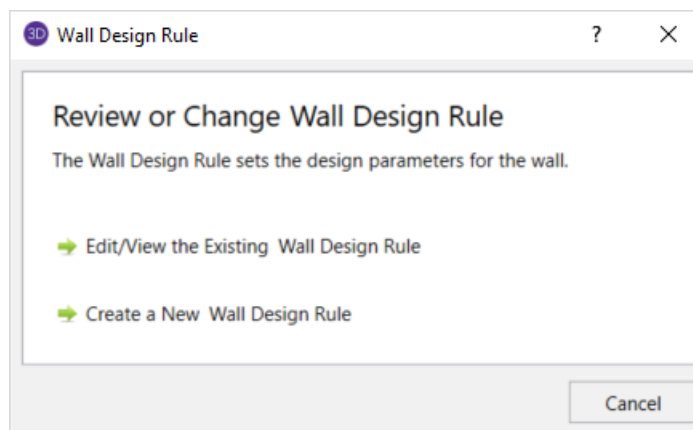 3D Wall Design Rule ?
Review or Change Wall Design Rule
The Wall Design Rule sets the design parameters for the wall.
Edit/View the Existing Wall Design Rule
Create a New Wall Design Rule
Cancel